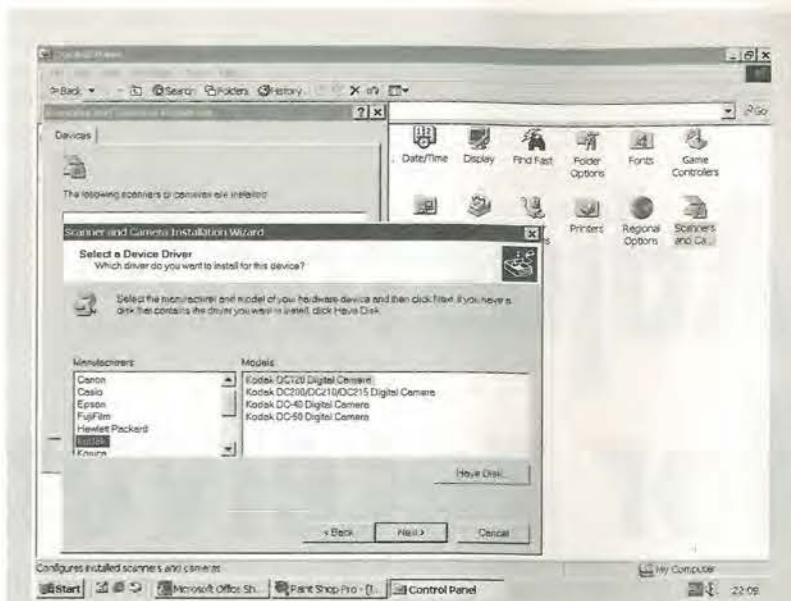 Back Search Folders History
Go
Devices
The following scanners or cameras are installed:
Date/Time Display Find Fast Folder Options Fonts Game Controllers
Printers Regional Options Scanners and Ca...
Scanner and Camera Installation Wizard
Select a Device Driver
Which driver do you want to install for this device?
Select the manufacturer and model of your hardware device and then click Next. If you have a
disk that contains the driver you want to install, click Have Disk.
Manufacturers
Models
Canon
Casio
Epson
FujiFilm
Hewlett Packard
Kodak
Konica
Kodak DC120 Digital Camera
Kodak DC200/DC210/DC215 Digital Camera
Kodak DC-40 Digital Camera
Kodak DC-50 Digital Camera
Have Disk...
< Back Next > Cancel
Configures installed scanners and cameras
My Computer
Start Microsoft Office Sh... Paint Shop Pro - [I... Control Panel 22:09